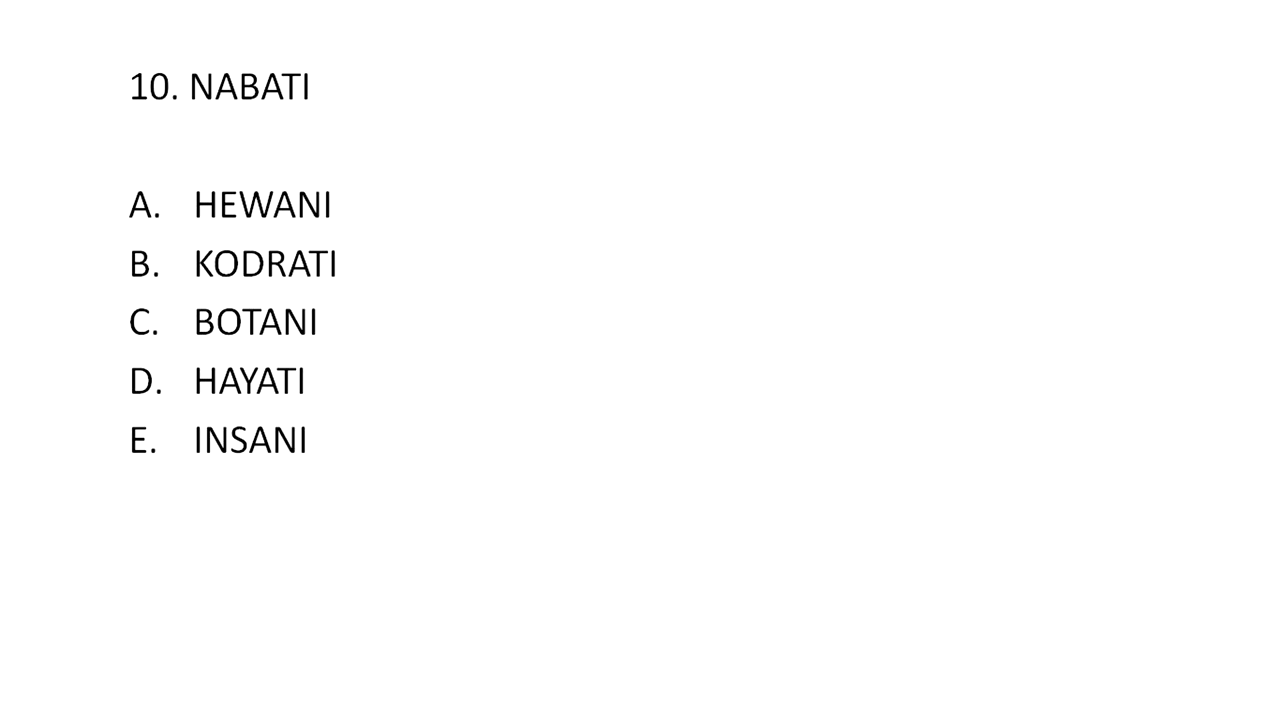 10. NABATI
A. HEWANI
B. KODRATI
C. BOTANI
D. HAYATI
E. INSANI